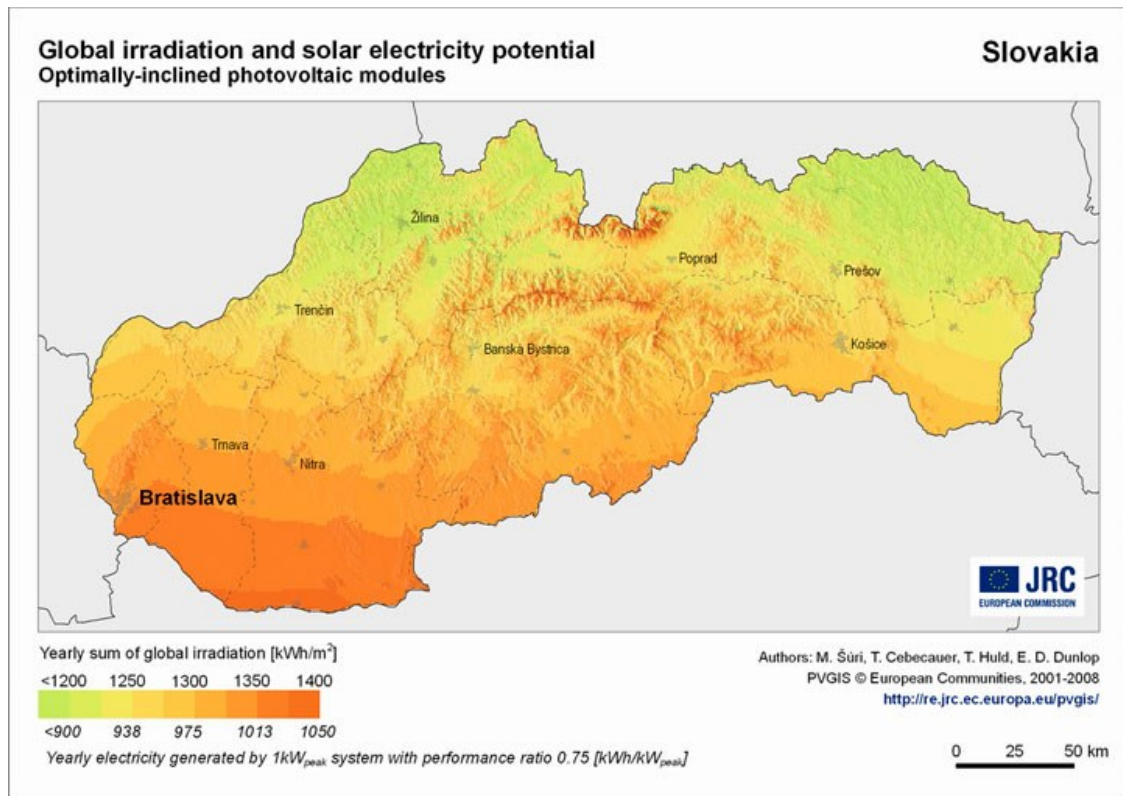 Global irradiation and solar electricity potential
Optimally-inclined photovoltaic modules
Slovakia
Žilina
Poprad
Prešov
Trenčín
Banská Bystrica
Košice
Trnava
Nitra
Bratislava
JRC
EUROPEAN COMMISSION
Yearly sum of global irradiation [kWh/m²]
<1200 1250 1300 1350 1400
<900 938 975 1013 1050
Yearly electricity generated by 1kWpeak system with performance ratio 0.75 [kWh/kWpeak]
Authors: M. Šúri, T. Cebecauer, T. Huld, E. D. Dunlop
PVGIS © European Communities, 2001-2008
http://re.jrc.ec.europa.eu/pvgis/
0 25 50 km